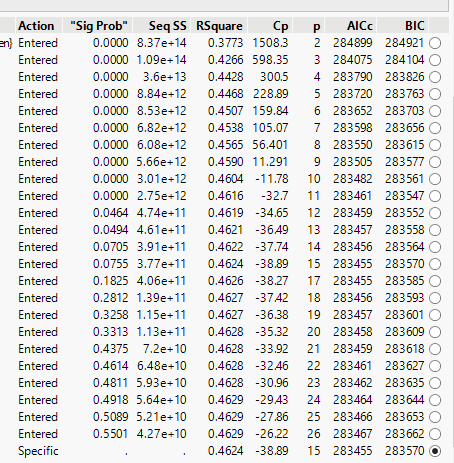 Action "Sig Prob" Seq SS RSquare Cp p AICc BIC
en} Entered 0.0000 8.37e+14 0.3773 1508.3 2 284899 284921
Entered 0.0000 1.09e+14 0.4266 598.35 3 284075 284104
Entered 0.0000 3.6e+13 0.4428 300.5 4 283790 283826
Entered 0.0000 8.84e+12 0.4468 228.89 5 283720 283763
Entered 0.0000 8.53e+12 0.4507 159.84 6 283652 283703
Entered 0.0000 6.82e+12 0.4538 105.07 7 283598 283656
Entered 0.0000 6.08e+12 0.4565 56.401 8 283550 283615
Entered 0.0000 5.66e+12 0.4590 11.291 9 283505 283577
Entered 0.0000 3.01e+12 0.4604 -11.78 10 283482 283561
Entered 0.0000 2.75e+12 0.4616 -32.7 11 283461 283547
Entered 0.0464 4.74e+11 0.4619 -34.65 12 283459 283552
Entered 0.0494 4.61e+11 0.4621 -36.49 13 283457 283558
Entered 0.0705 3.91e+11 0.4622 -37.74 14 283456 283564
Entered 0.0755 3.77e+11 0.4624 -38.89 15 283455 283570
Entered 0.1825 4.06e+11 0.4626 -38.27 17 283455 283585
Entered 0.2812 1.39e+11 0.4627 -37.42 18 283456 283593
Entered 0.3258 1.15e+11 0.4627 -36.38 19 283457 283601
Entered 0.3313 1.13e+11 0.4628 -35.32 20 283458 283609
Entered 0.4375 7.2e+10 0.4628 -33.92 21 283459 283618
Entered 0.4614 6.48e+10 0.4628 -32.46 22 283461 283627
Entered 0.4811 5.93e+10 0.4628 -30.96 23 283462 283635
Entered 0.4918 5.64e+10 0.4629 -29.43 24 283464 283644
Entered 0.5089 5.21e+10 0.4629 -27.86 25 283466 283653
Entered 0.5501 4.27e+10 0.4629 -26.22 26 283467 283662
Specific . . 0.4624 -38.89 15 283455 283570